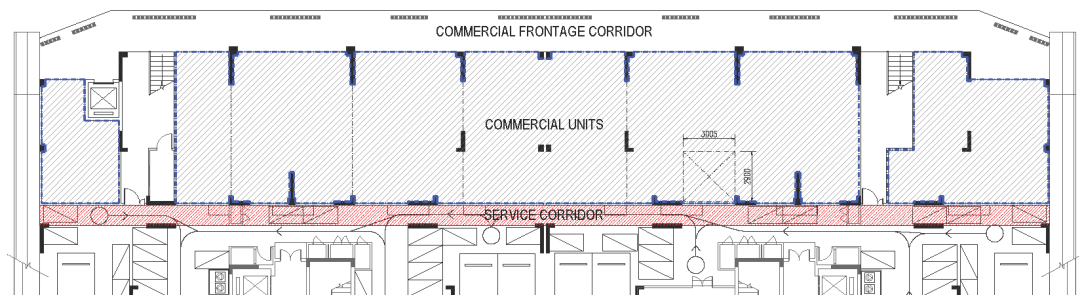 COMMERCIAL FRONTAGE CORRIDOR
COMMERCIAL UNITS
3005
2900
SERVICE CORRIDOR